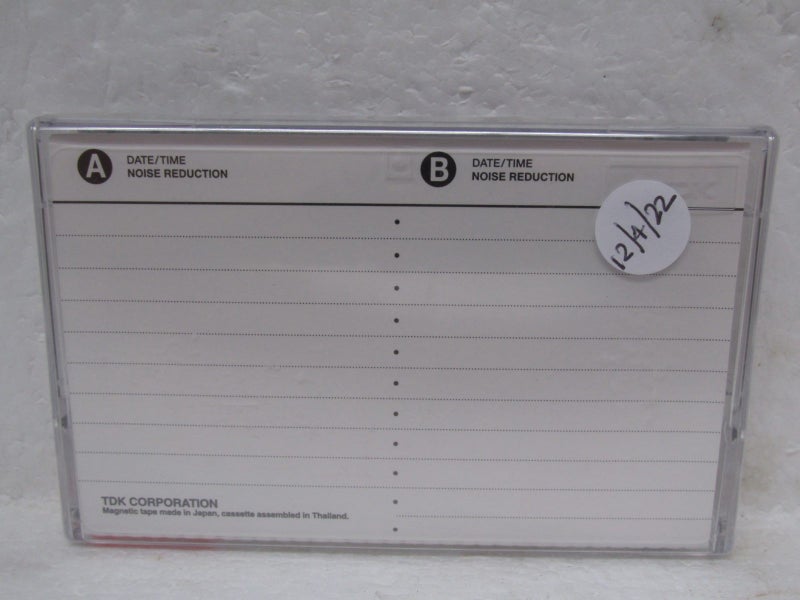 A DATE/TIME
NOISE REDUCTION
B DATE/TIME
NOISE REDUCTION
12/4/22
TDK CORPORATION
Magnetic tape made in Japan, cassette assembled in Thailand.